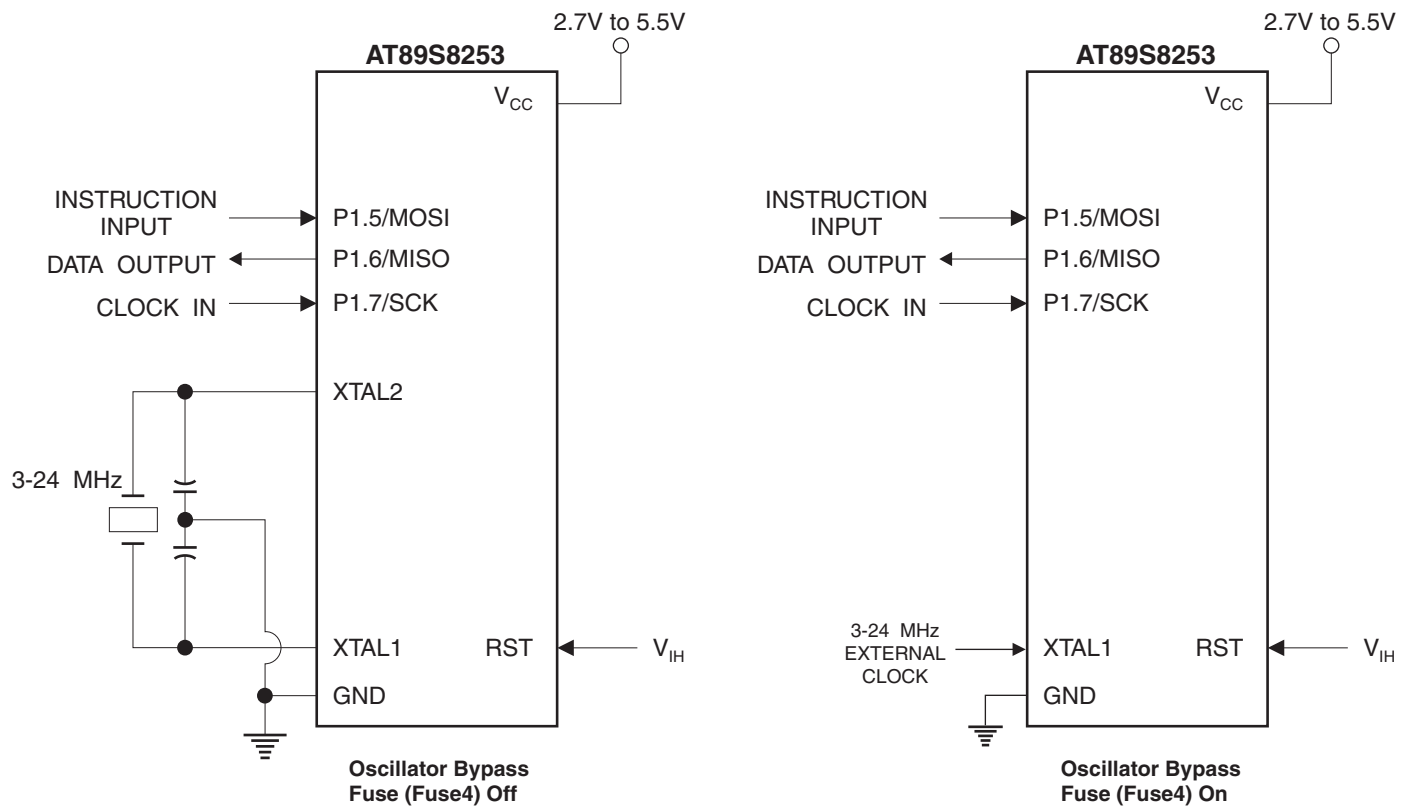 2.7V to 5.5V
AT89S8253
VCC
INSTRUCTION
INPUT
P1.5/MOSI
DATA OUTPUT
P1.6/MISO
CLOCK IN
P1.7/SCK
XTAL2
3-24 MHz
XTAL1
RST
VIH
GND
Oscillator Bypass
Fuse (Fuse4) Off
2.7V to 5.5V
AT89S8253
VCC
INSTRUCTION
INPUT
P1.5/MOSI
DATA OUTPUT
P1.6/MISO
CLOCK IN
P1.7/SCK
3-24 MHz
EXTERNAL
CLOCK
XTAL1
RST
VIH
GND
Oscillator Bypass
Fuse (Fuse4) On